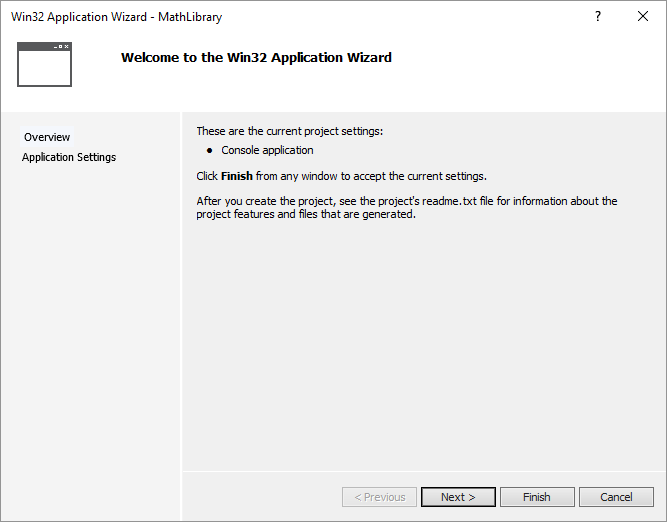 Win32 Application Wizard - MathLibrary
?
Welcome to the Win32 Application Wizard
Overview
Application Settings
These are the current project settings:
• Console application
Click Finish from any window to accept the current settings.
After you create the project, see the project's readme.txt file for information about the
project features and files that are generated.
< Previous
Next >
Finish
Cancel